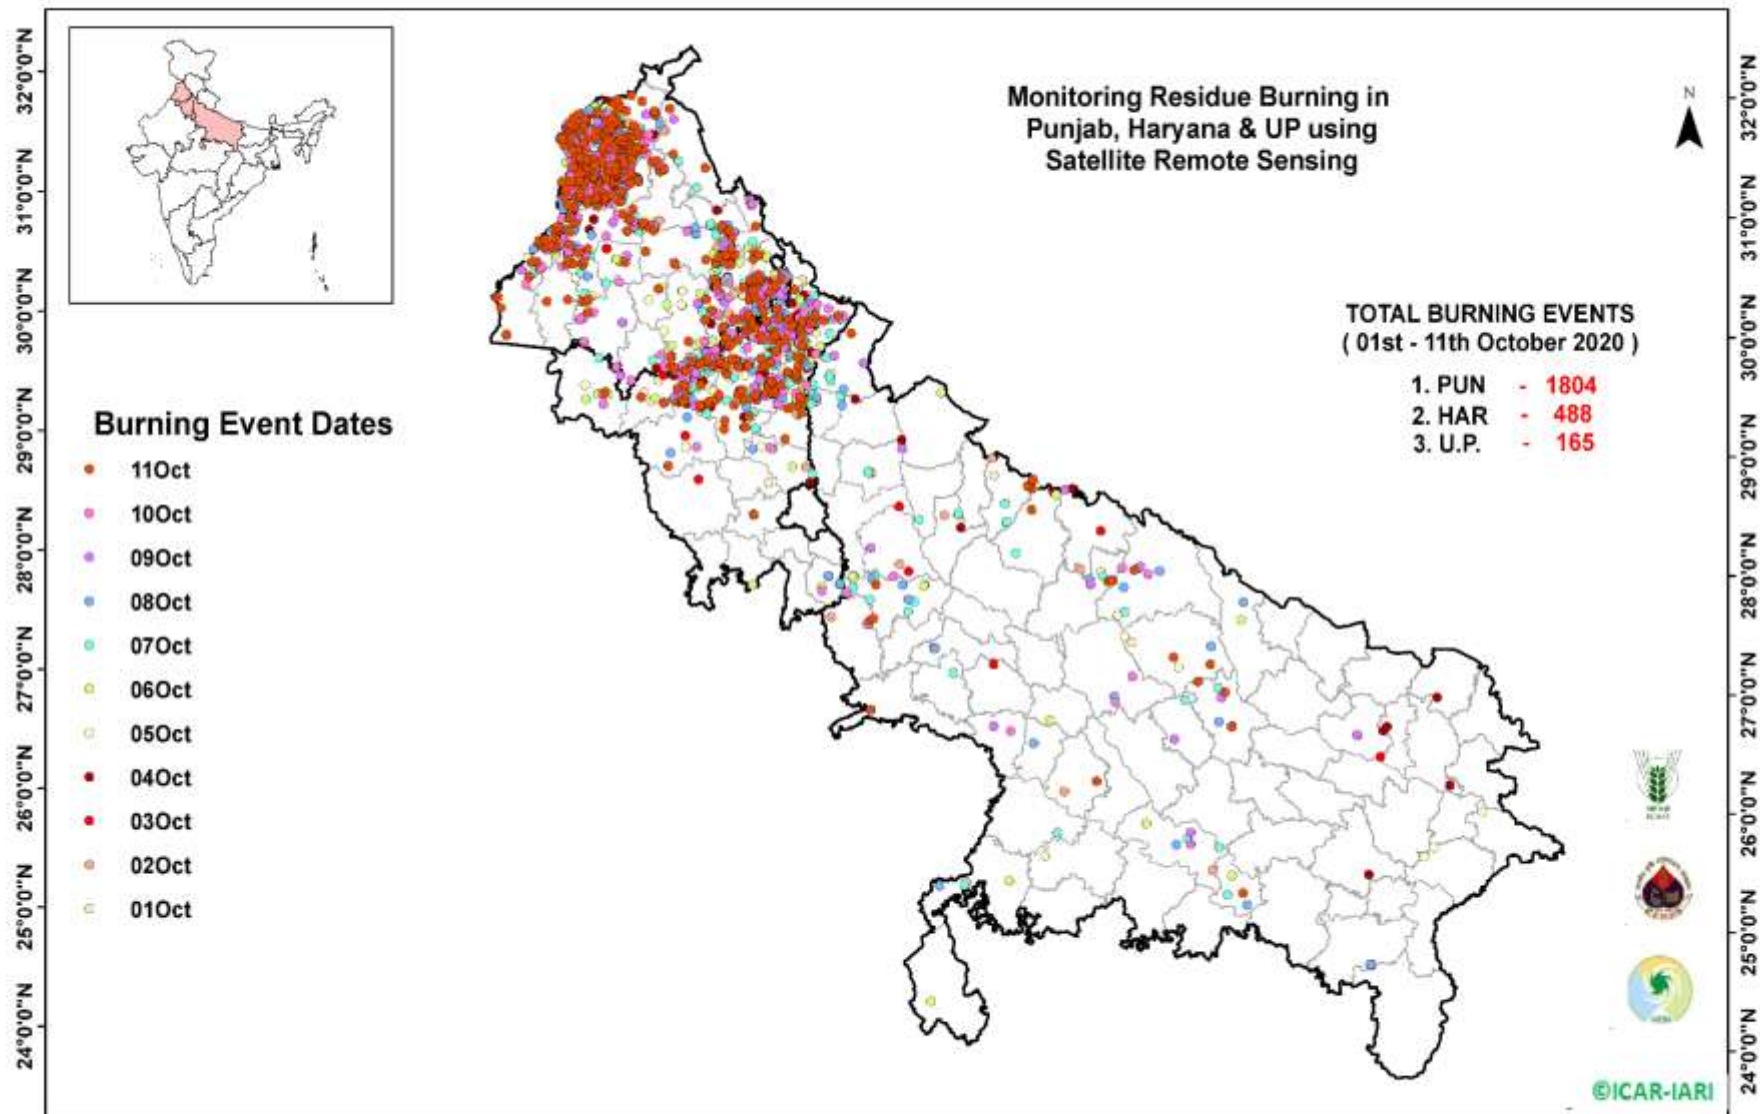 Monitoring Residue Burning in
Punjab, Haryana & UP using
Satellite Remote Sensing
N
TOTAL BURNING EVENTS
( 01st - 11th October 2020 )
1. PUN - 1804
2. HAR - 488
3. U.P. - 165
Burning Event Dates
11Oct
10Oct
09Oct
08Oct
07Oct
06Oct
05Oct
04Oct
03Oct
02Oct
01Oct
32°0'0"N
31°0'0"N
30°0'0"N
29°0'0"N
28°0'0"N
27°0'0"N
26°0'0"N
25°0'0"N
24°0'0"N
32°0'0"N
31°0'0"N
30°0'0"N
29°0'0"N
28°0'0"N
27°0'0"N
26°0'0"N
25°0'0"N
24°0'0"N
©ICAR-IARI